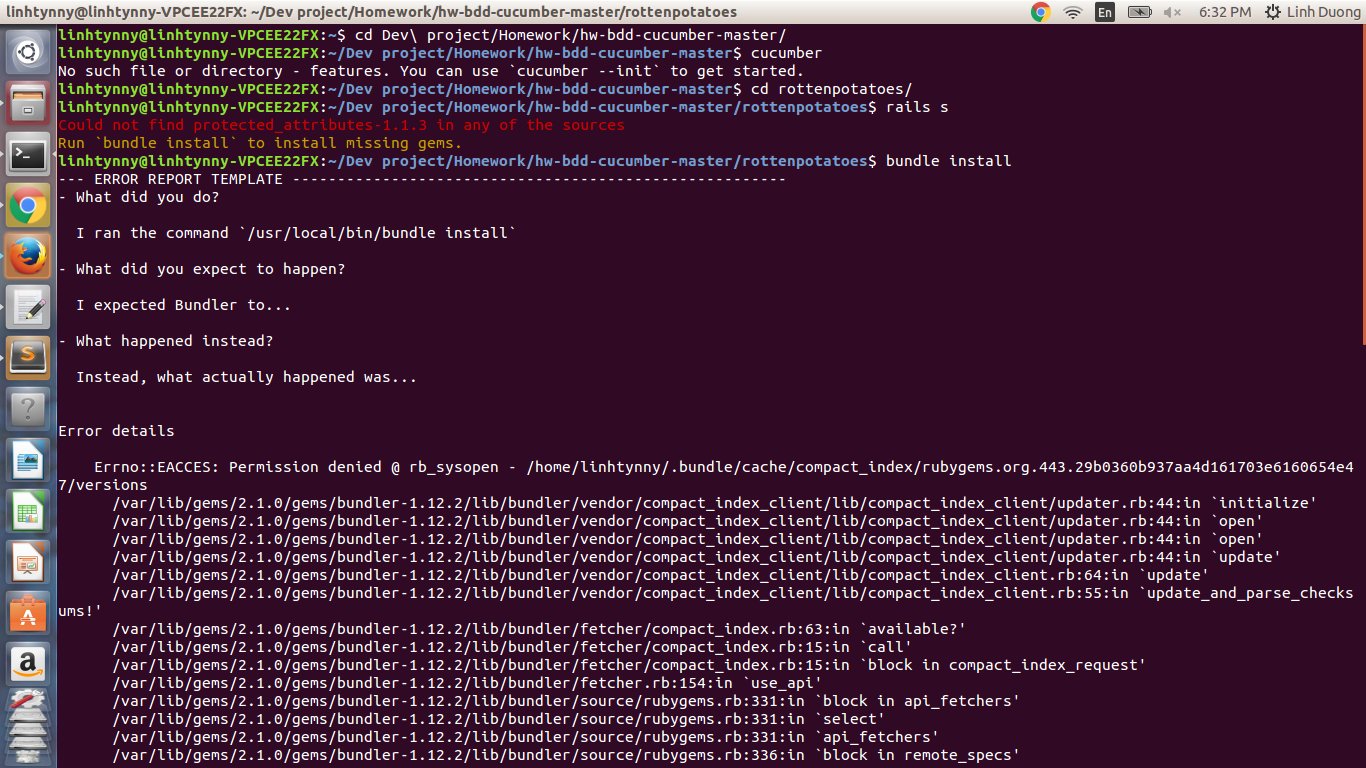 linhtynny@linhtynny-VPCEE22FX: ~/Dev project/Homework/hw-bdd-cucumber-master/rottenpotatoes
En
6:32 PM
Linh Duong
linhtynny@linhtynny-VPCEE22FX:~$ cd Dev\ project/Homework/hw-bdd-cucumber-master/
linhtynny@linhtynny-VPCEE22FX:~/Dev project/Homework/hw-bdd-cucumber-master$ cucumber
No such file or directory - features. You can use `cucumber --init` to get started.
linhtynny@linhtynny-VPCEE22FX:~/Dev project/Homework/hw-bdd-cucumber-master$ cd rottenpotatoes/
linhtynny@linhtynny-VPCEE22FX:~/Dev project/Homework/hw-bdd-cucumber-master/rottenpotatoes$ rails s
Could not find protected_attributes-1.1.3 in any of the sources
Run `bundle install` to install missing gems.
linhtynny@linhtynny-VPCEE22FX:~/Dev project/Homework/hw-bdd-cucumber-master/rottenpotatoes$ bundle install
--- ERROR REPORT TEMPLATE -------------------------------------------------------
- What did you do?
I ran the command `/usr/local/bin/bundle install`
- What did you expect to happen?
I expected Bundler to...
- What happened instead?
Instead, what actually happened was...
Error details
Errno::EACCES: Permission denied @ rb_sysopen - /home/linhtynny/.bundle/cache/compact_index/rubygems.org.443.29b0360b937aa4d161703e6160654e4
7/versions
/var/lib/gems/2.1.0/gems/bundler-1.12.2/lib/bundler/vendor/compact_index_client/lib/compact_index_client/updater.rb:44:in `initialize'
/var/lib/gems/2.1.0/gems/bundler-1.12.2/lib/bundler/vendor/compact_index_client/lib/compact_index_client/updater.rb:44:in `open'
/var/lib/gems/2.1.0/gems/bundler-1.12.2/lib/bundler/vendor/compact_index_client/lib/compact_index_client/updater.rb:44:in `open'
/var/lib/gems/2.1.0/gems/bundler-1.12.2/lib/bundler/vendor/compact_index_client/lib/compact_index_client/updater.rb:44:in `update'
/var/lib/gems/2.1.0/gems/bundler-1.12.2/lib/bundler/vendor/compact_index_client/lib/compact_index_client.rb:64:in `update'
/var/lib/gems/2.1.0/gems/bundler-1.12.2/lib/bundler/vendor/compact_index_client/lib/compact_index_client.rb:55:in `update_and_parse_checks
ums!'
/var/lib/gems/2.1.0/gems/bundler-1.12.2/lib/bundler/fetcher/compact_index.rb:63:in `available?'
/var/lib/gems/2.1.0/gems/bundler-1.12.2/lib/bundler/fetcher/compact_index.rb:15:in `call'
/var/lib/gems/2.1.0/gems/bundler-1.12.2/lib/bundler/fetcher/compact_index.rb:15:in `block in compact_index_request'
/var/lib/gems/2.1.0/gems/bundler-1.12.2/lib/bundler/fetcher.rb:154:in `use_api'
/var/lib/gems/2.1.0/gems/bundler-1.12.2/lib/bundler/source/rubygems.rb:331:in `block in api_fetchers'
/var/lib/gems/2.1.0/gems/bundler-1.12.2/lib/bundler/source/rubygems.rb:331:in `select'
/var/lib/gems/2.1.0/gems/bundler-1.12.2/lib/bundler/source/rubygems.rb:331:in `api_fetchers'
/var/lib/gems/2.1.0/gems/bundler-1.12.2/lib/bundler/source/rubygems.rb:336:in `block in remote_specs'